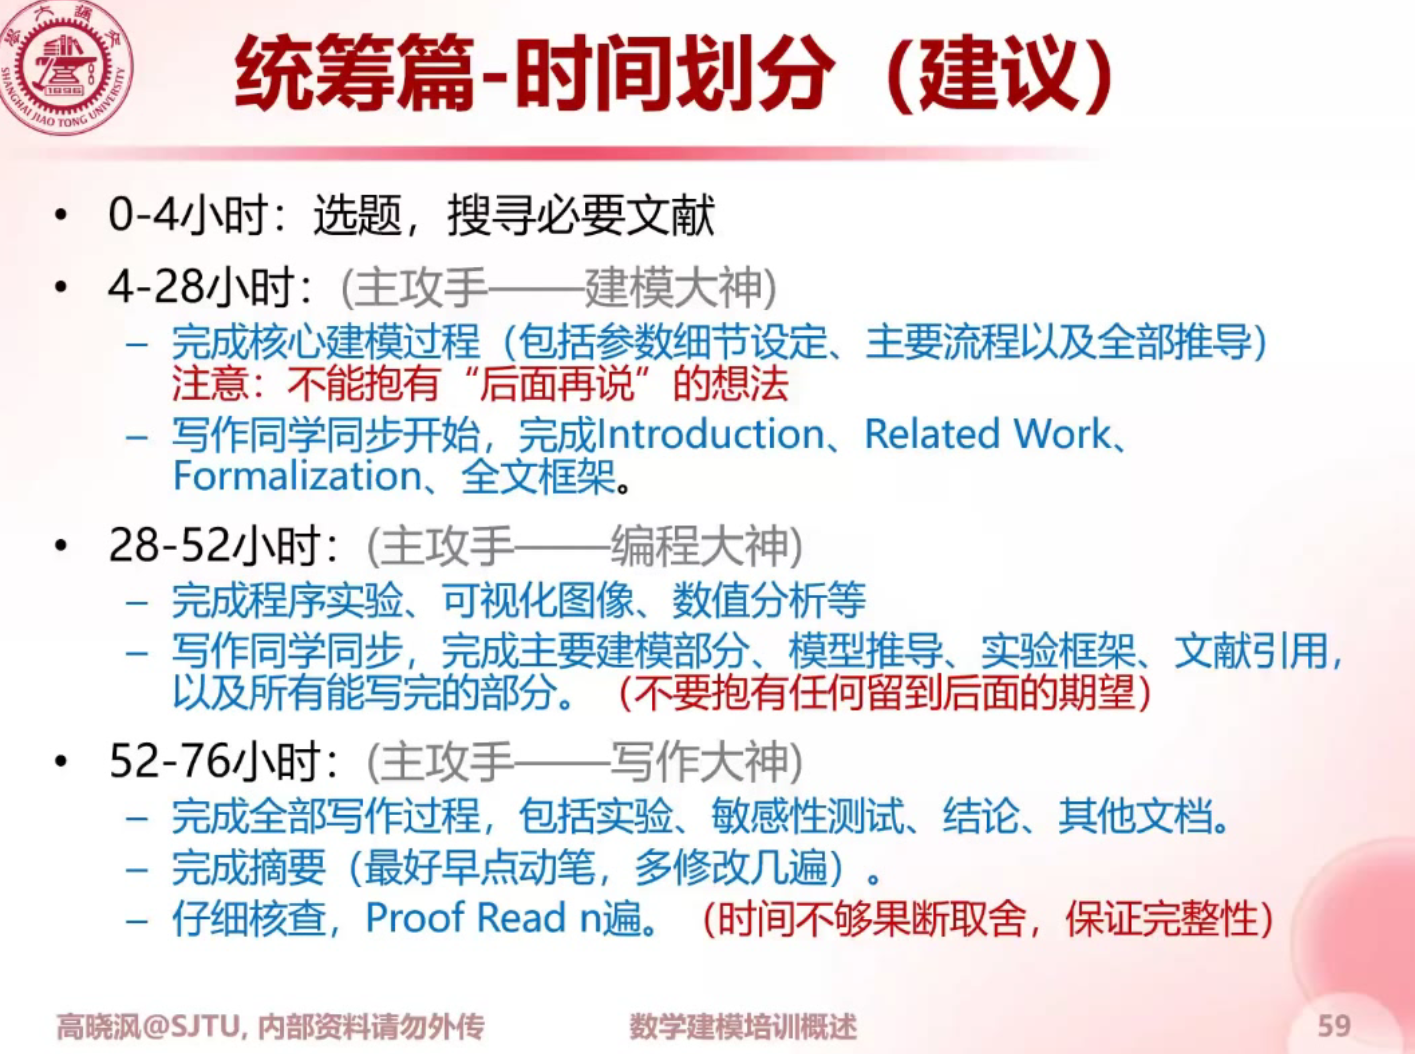 學大通交
1896
SHANGHAI JIAO TONG UNIVERSITY
统筹篇-时间划分（建议）
• 0-4小时：选题，搜寻必要文献
• 4-28小时：(主攻手——建模大神)
– 完成核心建模过程（包括参数细节设定、主要流程以及全部推导）
注意：不能抱有“后面再说”的想法
– 写作同学同步开始，完成Introduction、Related Work、
Formalization、全文框架。
• 28-52小时：(主攻手——编程大神)
– 完成程序实验、可视化图像、数值分析等
– 写作同学同步，完成主要建模部分、模型推导、实验框架、文献引用，
以及所有能写完的部分。（不要抱有任何留到后面的期望）
• 52-76小时：(主攻手——写作大神)
– 完成全部写作过程，包括实验、敏感性测试、结论、其他文档。
– 完成摘要（最好早点动笔，多修改几遍）。
– 仔细核查，Proof Read n遍。（时间不够果断取舍，保证完整性）
高晓沨@SJTU, 内部资料请勿外传
数学建模培训概述
59